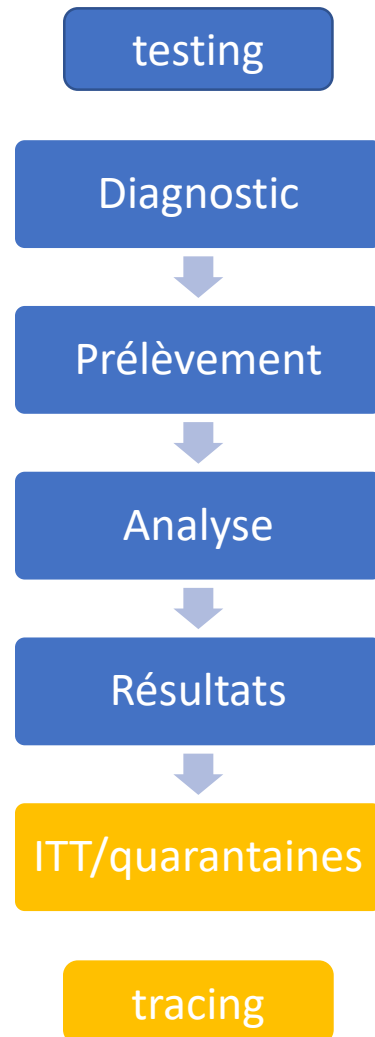 testing
Diagnostic
Prélèvement
Analyse
Résultats
ITT/quarantaines
tracing